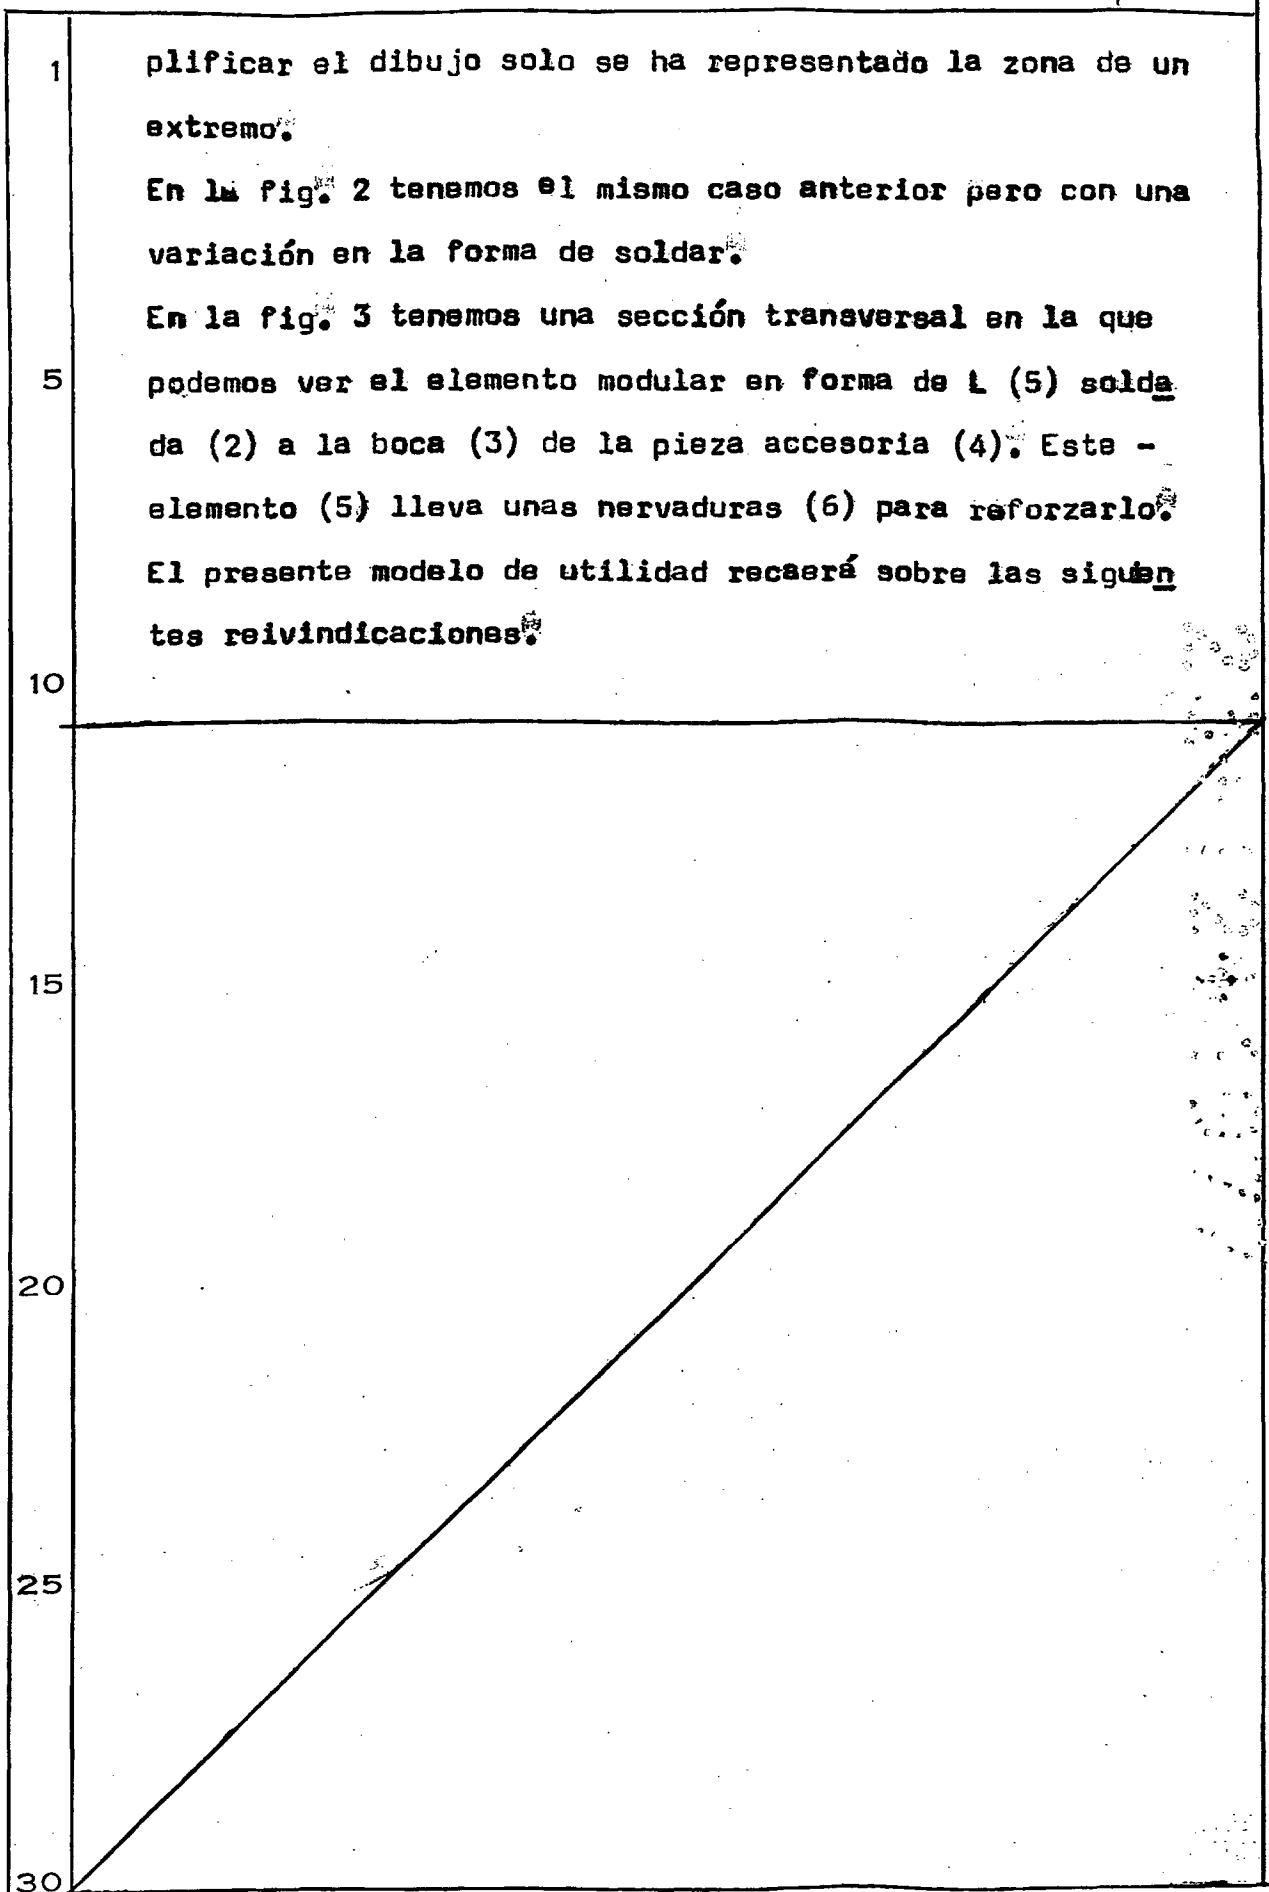 1 plificar el dibujo solo se ha representado la zona de un
extremo.
En la fig. 2 tenemos el mismo caso anterior pero con una
variación en la forma de soldar.
En la fig. 3 tenemos una sección transversal en la que
5 podemos ver el elemento modular en forma de L (5) solda
da (2) a la boca (3) de la pieza accesoria (4). Este -
elemento (5) lleva unas nervaduras (6) para reforzarlo.
El presente modelo de utilidad recaerá sobre las siguien
tes reivindicaciones.
10
15
20
25
30